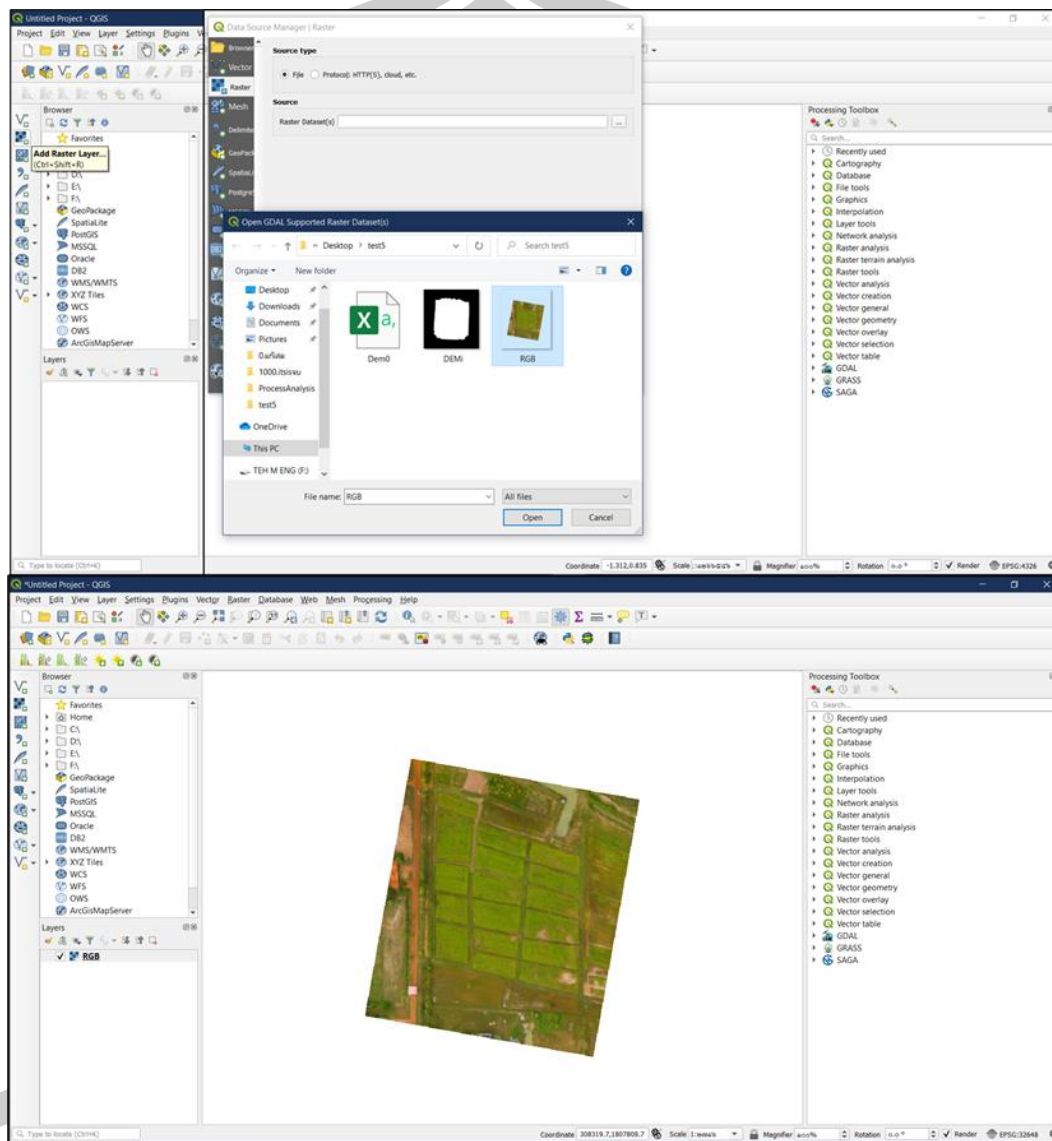 Untitled Project - QGIS
Project Edit View Layer Settings Plugins
Data Source Manager | Raster
Browser
Vector
Raster
Mesh
Source type
File Protocol: HTTP(S), cloud, etc.
Source
Raster Dataset(s)
...
Browser
Favorites
Add Raster Layer...
(Ctrl+Shift+R)
D:\
E:\
F:\
GeoPackage
SpatiaLite
PostGIS
MSSQL
Oracle
DB2
WMS/WMTS
XYZ Tiles
WCS
WFS
OWS
ArcGisMapServer
Layers
Open GDAL Supported Raster Dataset(s)
Desktop > test5
Search test5
Organize New folder
Desktop
Downloads
Documents
Pictures
1000.
ProcessAnalysis
test5
OneDrive
This PC
TEH M ENG (F:)
Dem0
DEMi
RGB
File name: RGB
All files
Open Cancel
Processing Toolbox
Search...
Recently used
Cartography
Database
File tools
Graphics
Interpolation
Layer tools
Network analysis
Raster analysis
Raster terrain analysis
Raster tools
Vector analysis
Vector creation
Vector general
Vector geometry
Vector overlay
Vector selection
Vector table
GDAL
GRASS
SAGA
Type to locate (Ctrl+K)
Coordinate -1.312,0.835 Scale Magnifier Rotation Render EPSG:4326
*Untitled Project - QGIS
Project Edit View Layer Settings Plugins Vector Raster Database Web Mesh Processing Help
Browser
Favorites
Home
C:\
D:\
E:\
F:\
GeoPackage
SpatiaLite
PostGIS
MSSQL
Oracle
DB2
WMS/WMTS
XYZ Tiles
WCS
WFS
OWS
ArcGisMapServer
Layers
RGB
Processing Toolbox
Search...
Recently used
Cartography
Database
File tools
Graphics
Interpolation
Layer tools
Network analysis
Raster analysis
Raster terrain analysis
Raster tools
Vector analysis
Vector creation
Vector general
Vector geometry
Vector overlay
Vector selection
Vector table
GDAL
GRASS
SAGA
Type to locate (Ctrl+K)
Coordinate 308319.7,1807809.7 Scale Magnifier Rotation Render EPSG:32648